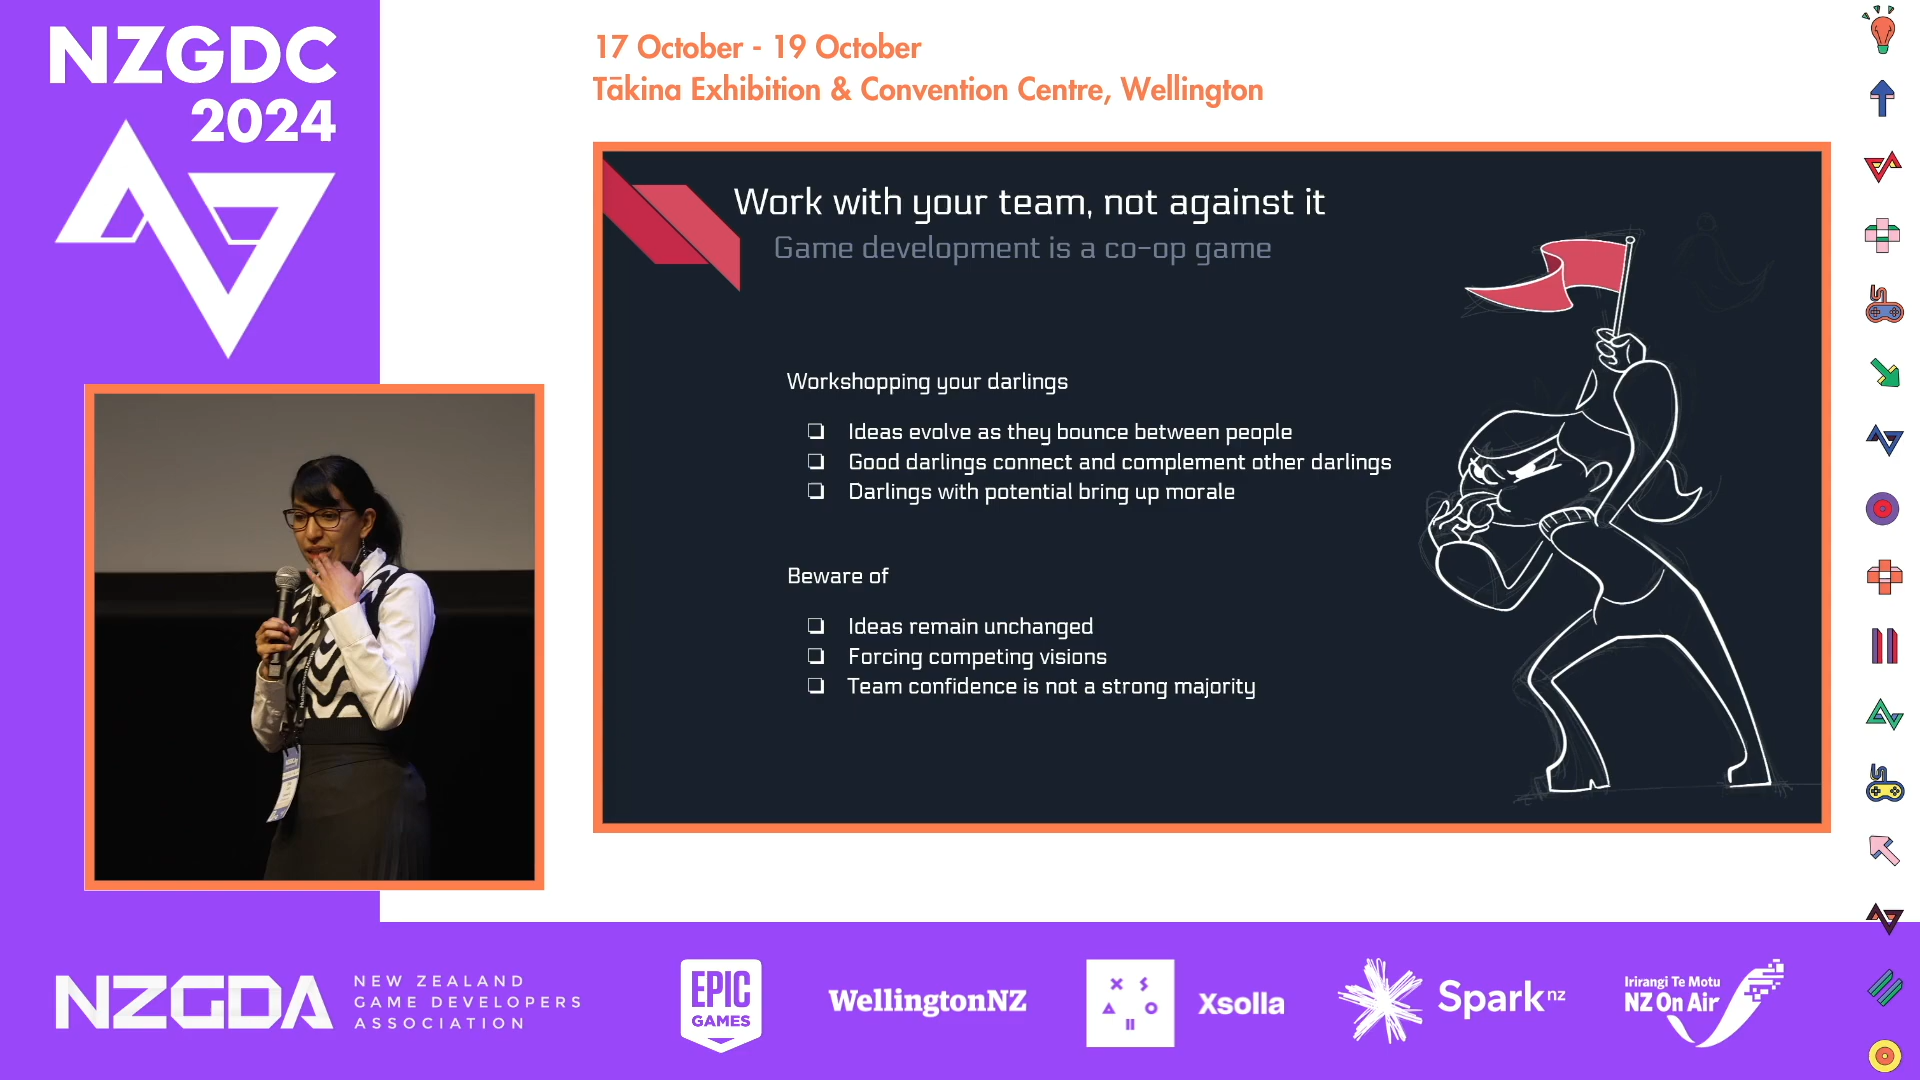 NZGDC
2024
17 October - 19 October
Tākina Exhibition & Convention Centre, Wellington
Work with your team, not against it
Game development is a co-op game
Workshopping your darlings
Ideas evolve as they bounce between people
Good darlings connect and complement other darlings
Darlings with potential bring up morale
Beware of
Ideas remain unchanged
Forcing competing visions
Team confidence is not a strong majority
NZGDA
NEW ZEALAND
GAME DEVELOPERS
ASSOCIATION
EPIC
GAMES
WellingtonNZ
Xsolla
Spark nz
Irirangi Te Motu
NZ On Air